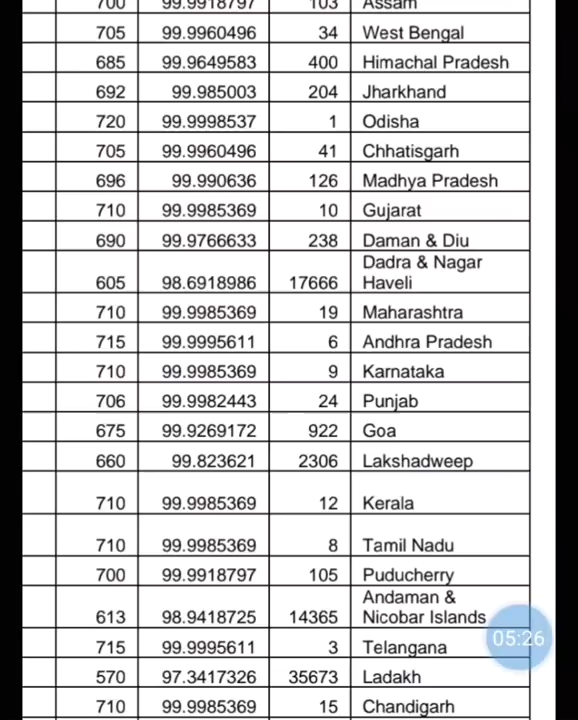 700 99.9918797 103 Assam
705 99.9960496 34 West Bengal
685 99.9649583 400 Himachal Pradesh
692 99.985003 204 Jharkhand
720 99.9998537 1 Odisha
705 99.9960496 41 Chhatisgarh
696 99.990636 126 Madhya Pradesh
710 99.9985369 10 Gujarat
690 99.9766633 238 Daman & Diu
Dadra & Nagar
605 98.6918986 17666 Haveli
710 99.9985369 19 Maharashtra
715 99.9995611 6 Andhra Pradesh
710 99.9985369 9 Karnataka
706 99.9982443 24 Punjab
675 99.9269172 922 Goa
660 99.823621 2306 Lakshadweep
710 99.9985369 12 Kerala
710 99.9985369 8 Tamil Nadu
700 99.9918797 105 Puducherry
Andaman &
613 98.9418725 14365 Nicobar Islands
05:26
715 99.9995611 3 Telangana
570 97.3417326 35673 Ladakh
710 99.9985369 15 Chandigarh